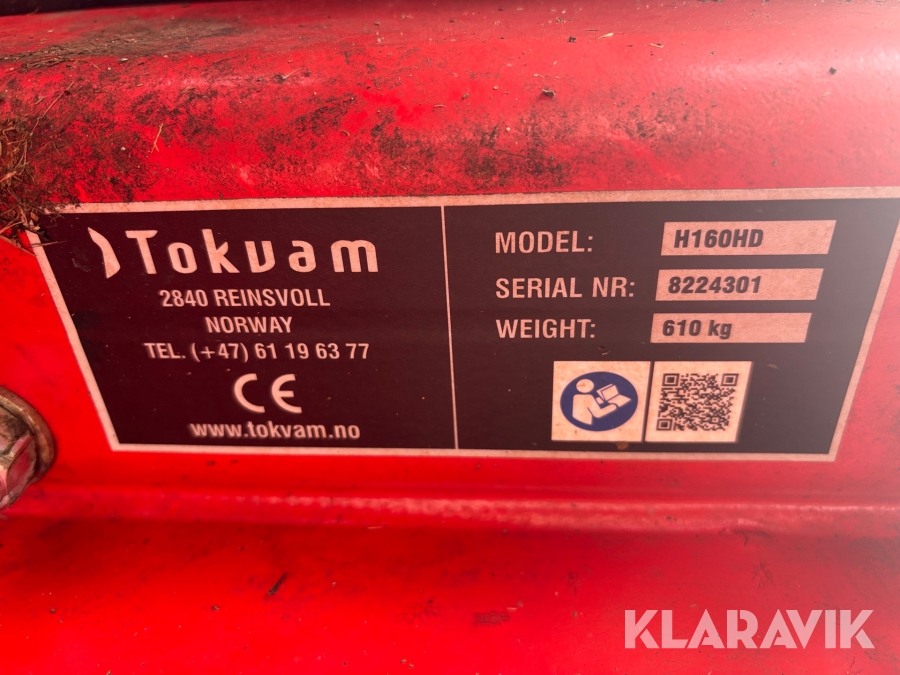 Tokvam
2840 REINSVOLL
NORWAY
TEL. (+47) 61 19 63 77
CE
www.tokvam.no
MODEL: H160HD
SERIAL NR: 8224301
WEIGHT: 610 kg
KLARAVIK